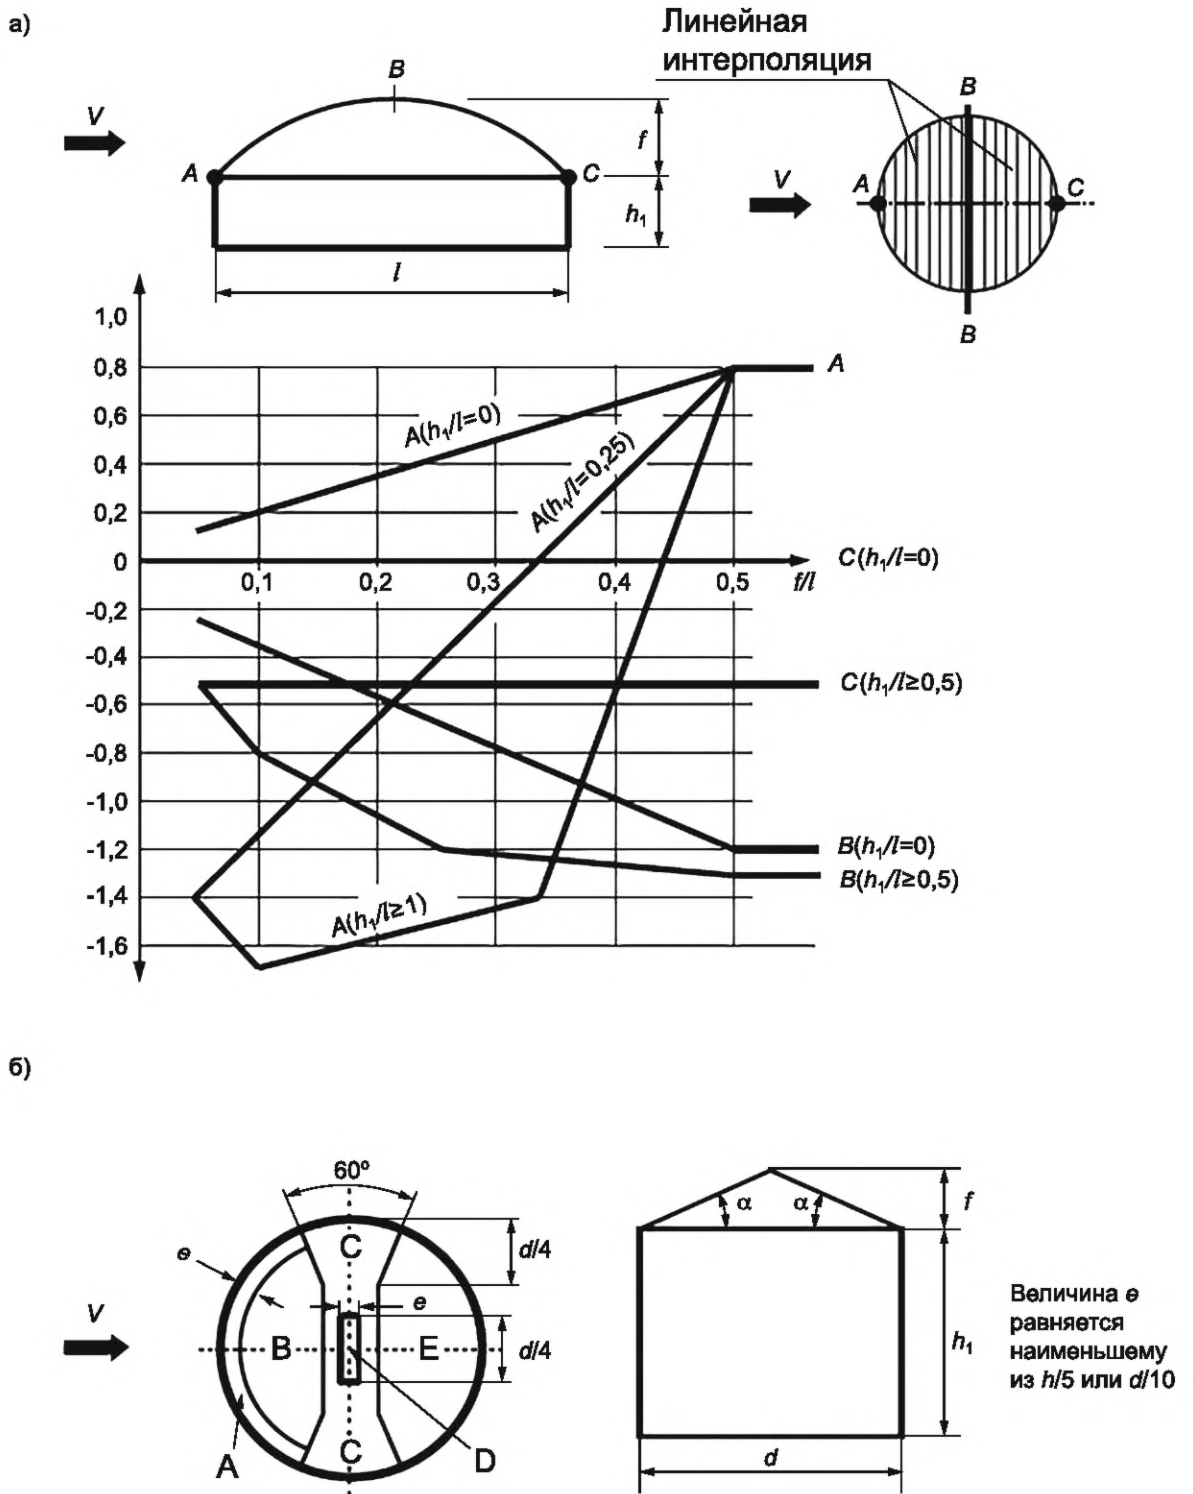 а)
Линейная
интерполяция
B
V
A
C
f
h₁
l
B
V
A
C
B
1,0
0,8
0,6
0,4
0,2
0
-0,2
-0,4
-0,6
-0,8
-1,0
-1,2
-1,4
-1,6
0,1
0,2
0,3
0,4
0,5
f/l
A(h₁/l=0)
A(h₁/l=0,25)
A(h₁/l≥1)
A
C(h₁/l=0)
C(h₁/l≥0,5)
B(h₁/l=0)
B(h₁/l≥0,5)
б)
60º
C
d/4
e
e
V
B
E
d/4
A
C
D
α
α
f
h₁
d
Величина e
равняется
наименьшему
из h/5 или d/10